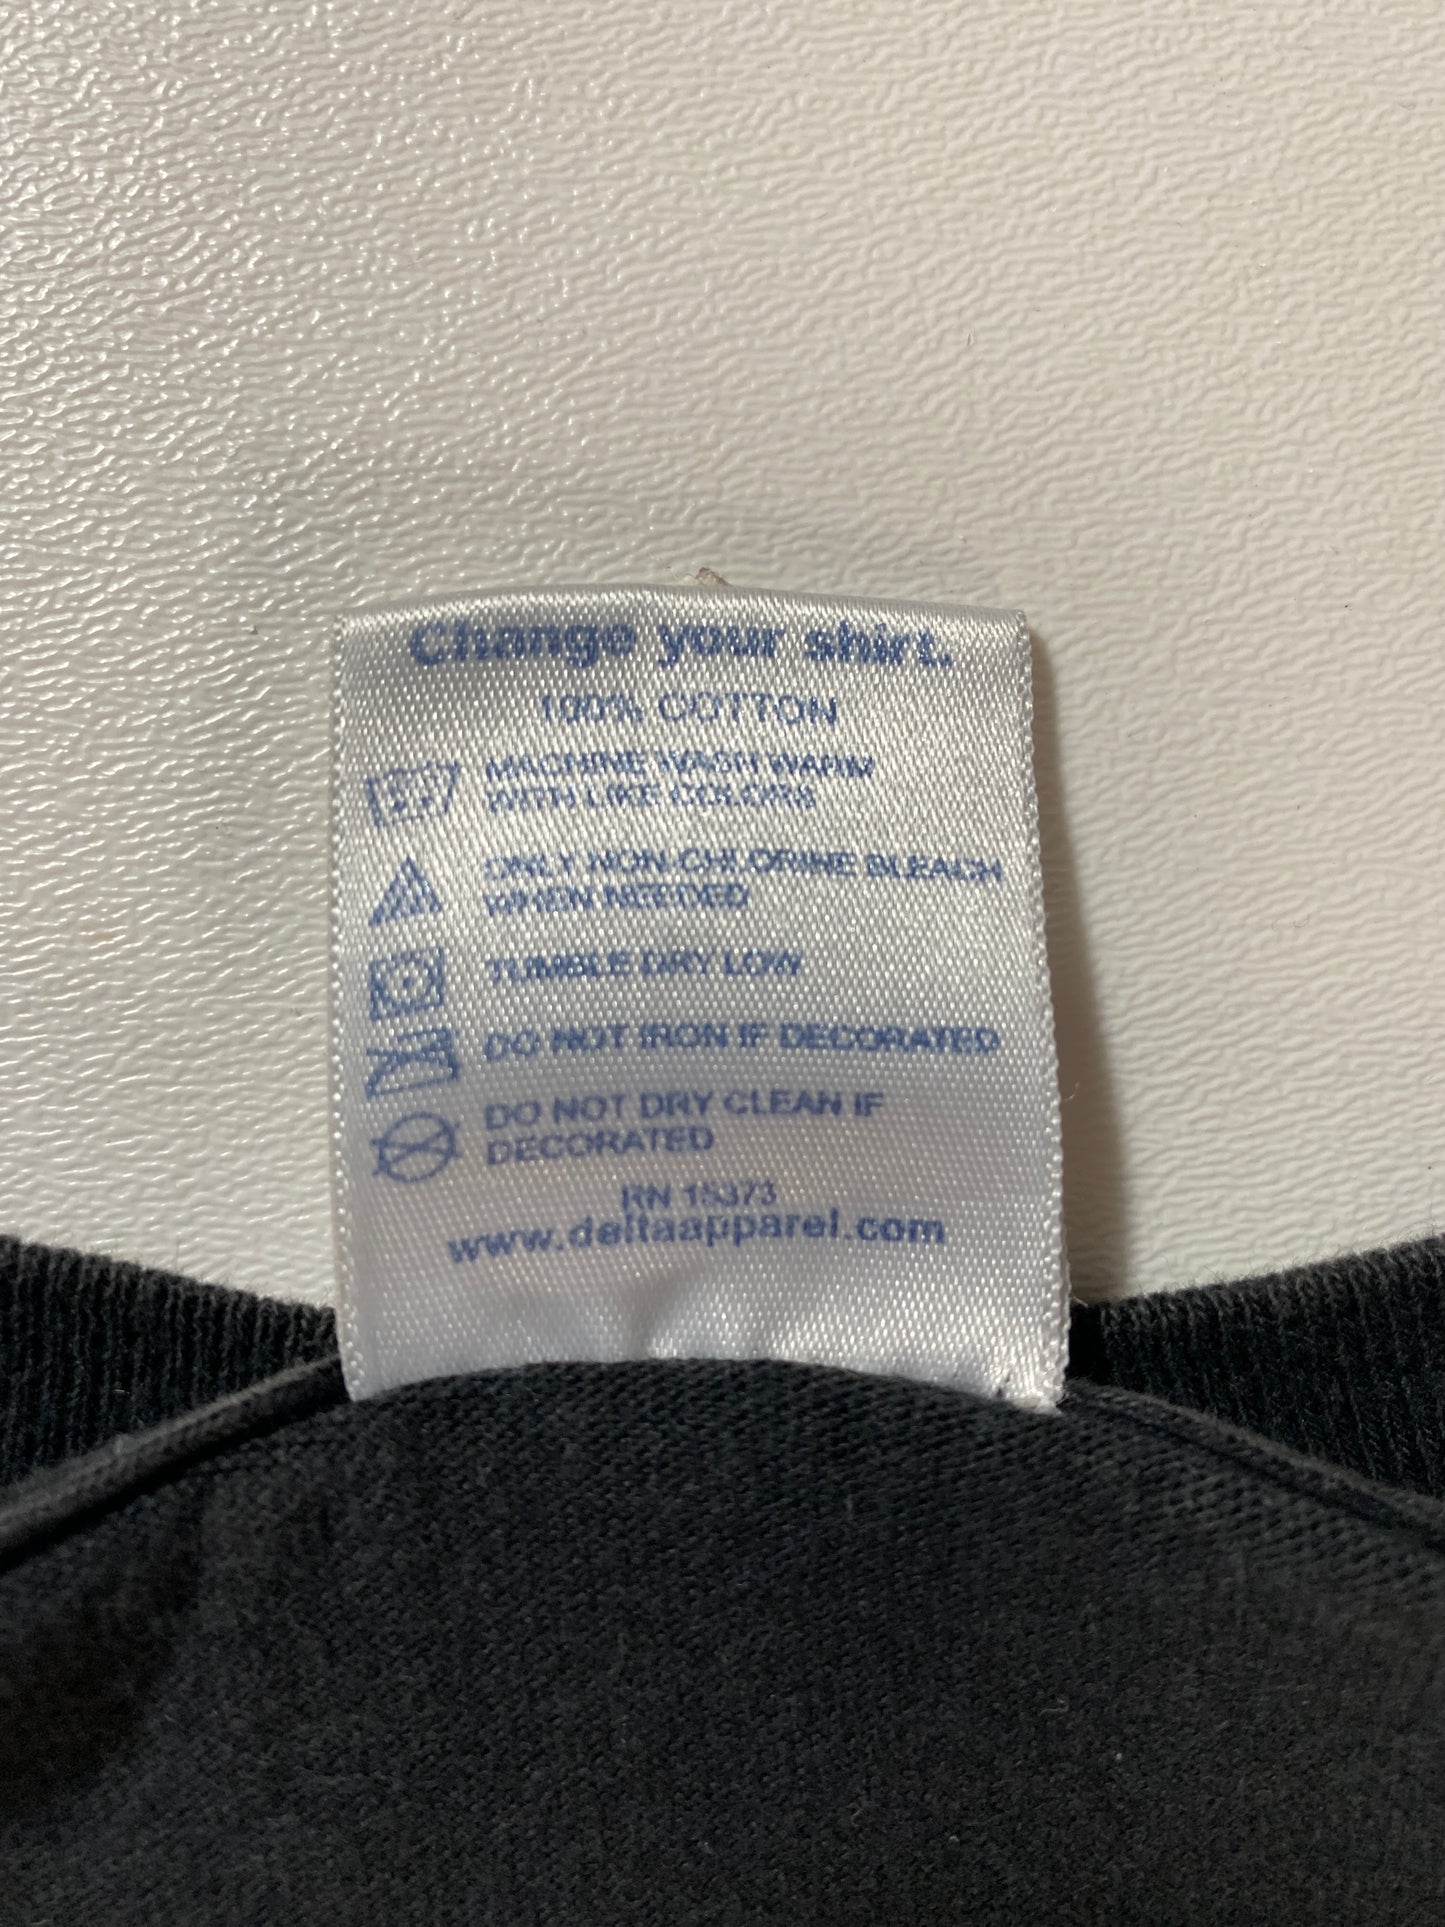 Change your shirt.
100% COTTON
MACHINE WASH WARM
WITH LIKE COLORS
ONLY NON-CHLORINE BLEACH
WHEN NEEDED
TUMBLE DRY LOW
DO NOT IRON IF DECORATED
DO NOT DRY CLEAN IF
DECORATED
RN 15373
www.deltaapparel.com